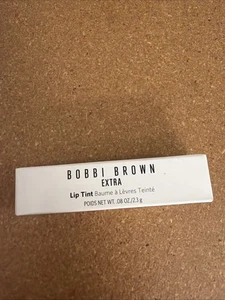 BOBBI BROWN
EXTRA
Lip Tint Baume à Lèvres Teinté
POIDS NET WT. .08 OZ./2.3 g